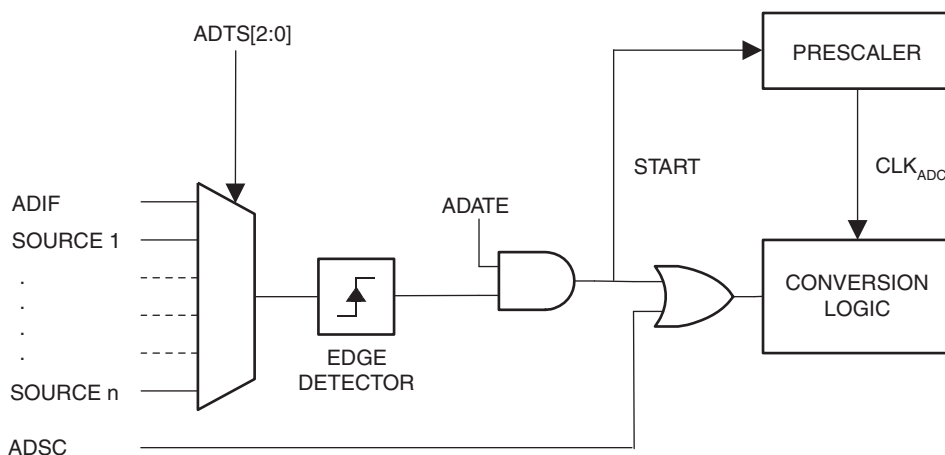 ADTS[2:0]
PRESCALER
START
CLKADC
ADIF
ADATE
SOURCE 1
.
.
.
.
CONVERSION
LOGIC
EDGE
DETECTOR
SOURCE n
ADSC